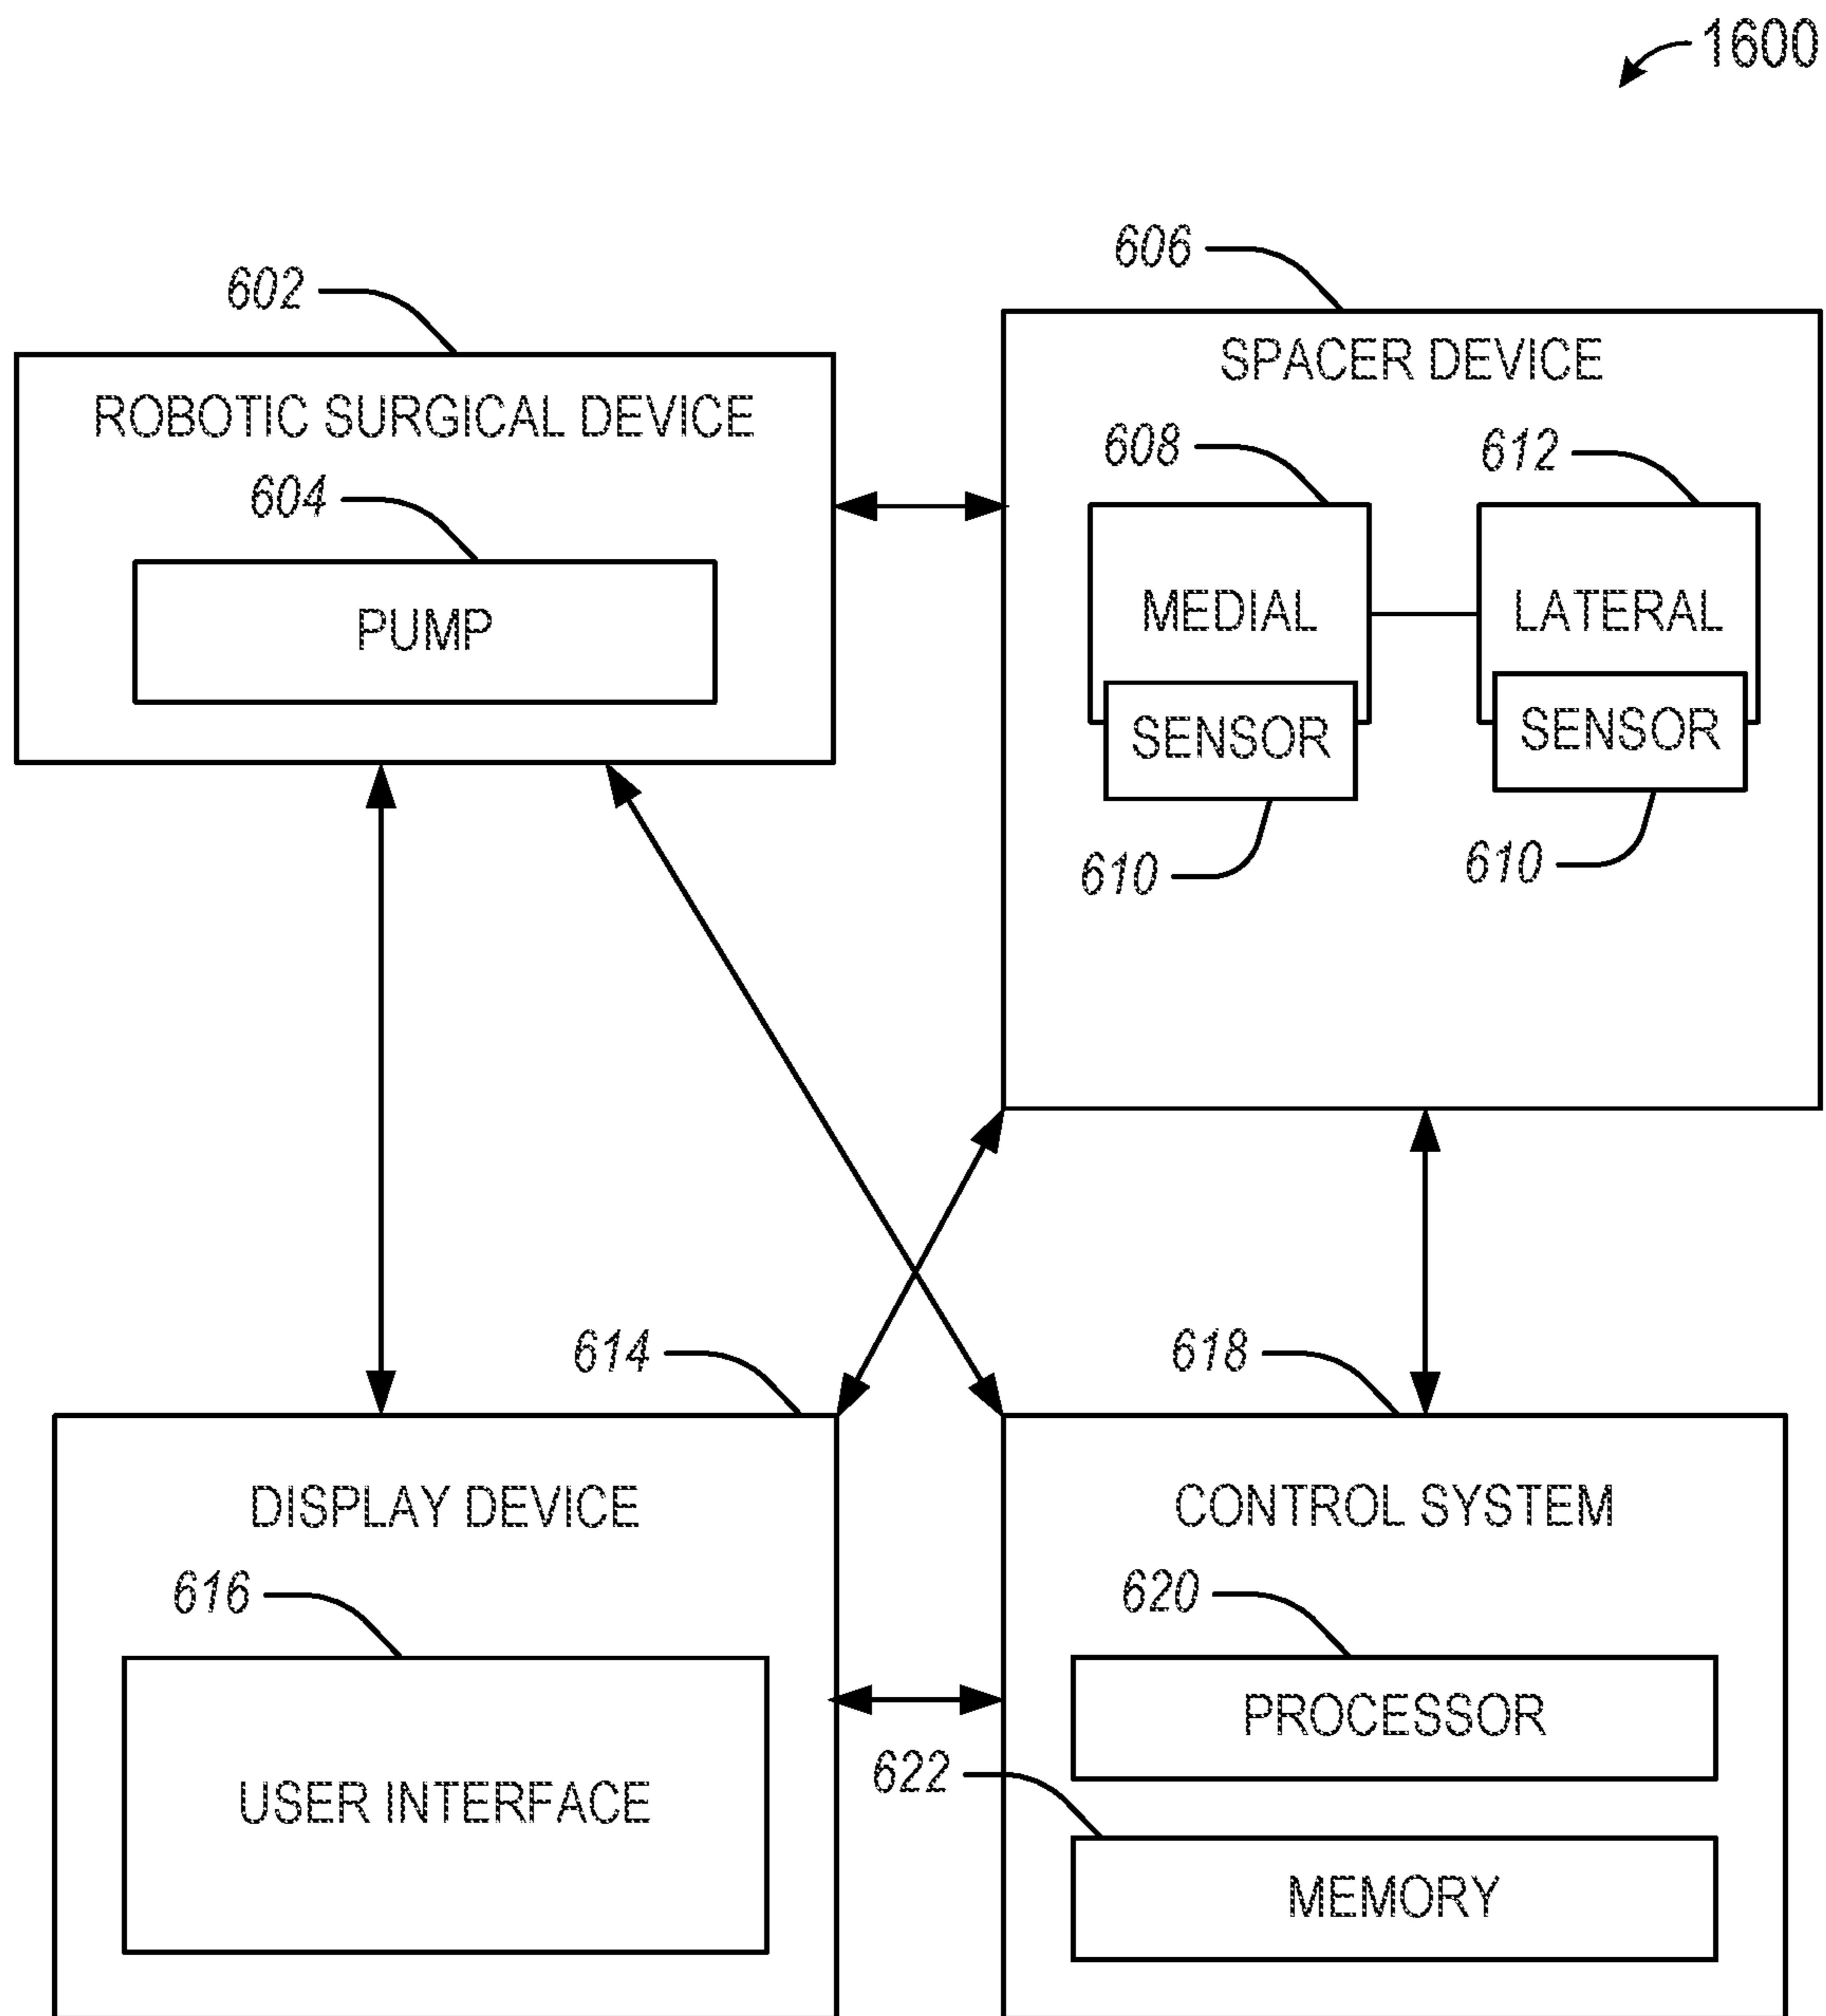 1600
602
ROBOTIC SURGICAL DEVICE
604
PUMP
606
SPACER DEVICE
608
612
MEDIAL
LATERAL
SENSOR
SENSOR
610
610
614
DISPLAY DEVICE
616
USER INTERFACE
618
CONTROL SYSTEM
620
PROCESSOR
622
MEMORY